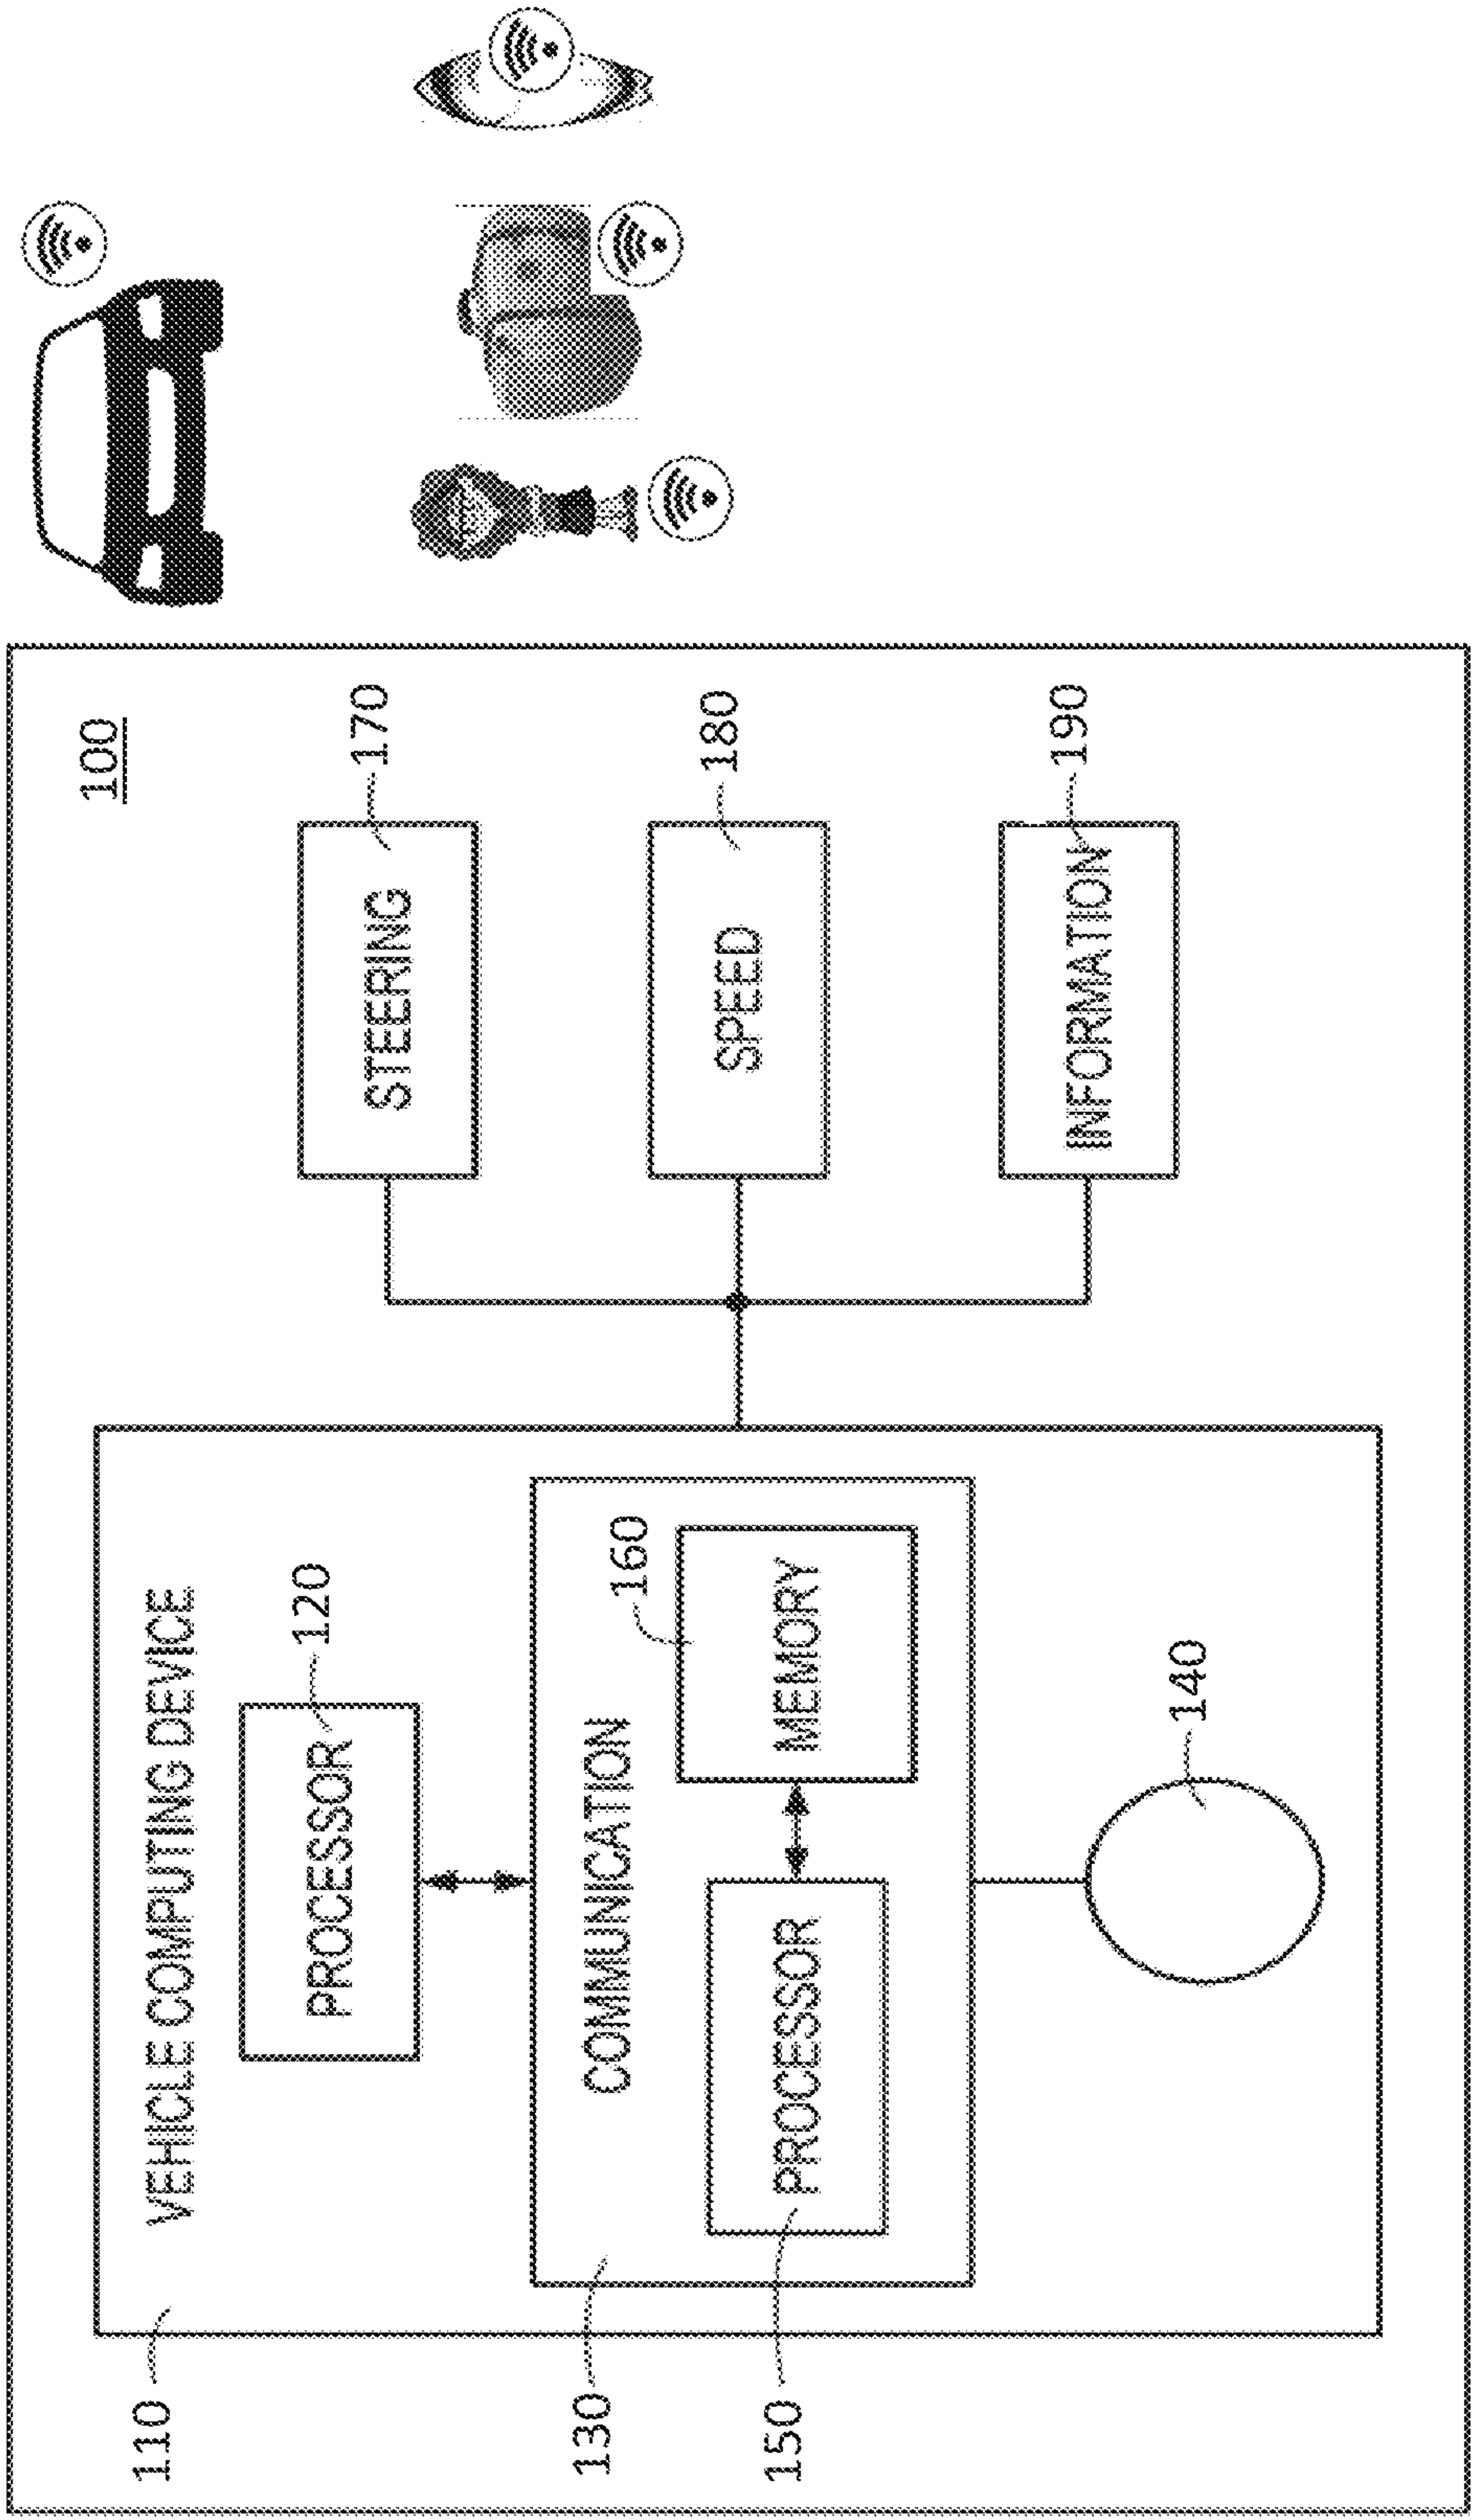 100
110
VEHICLE COMPUTING DEVICE
PROCESSOR
120
130
COMMUNICATION
150
PROCESSOR
MEMORY
160
140
STEERING
170
SPEED
180
INFORMATION
190